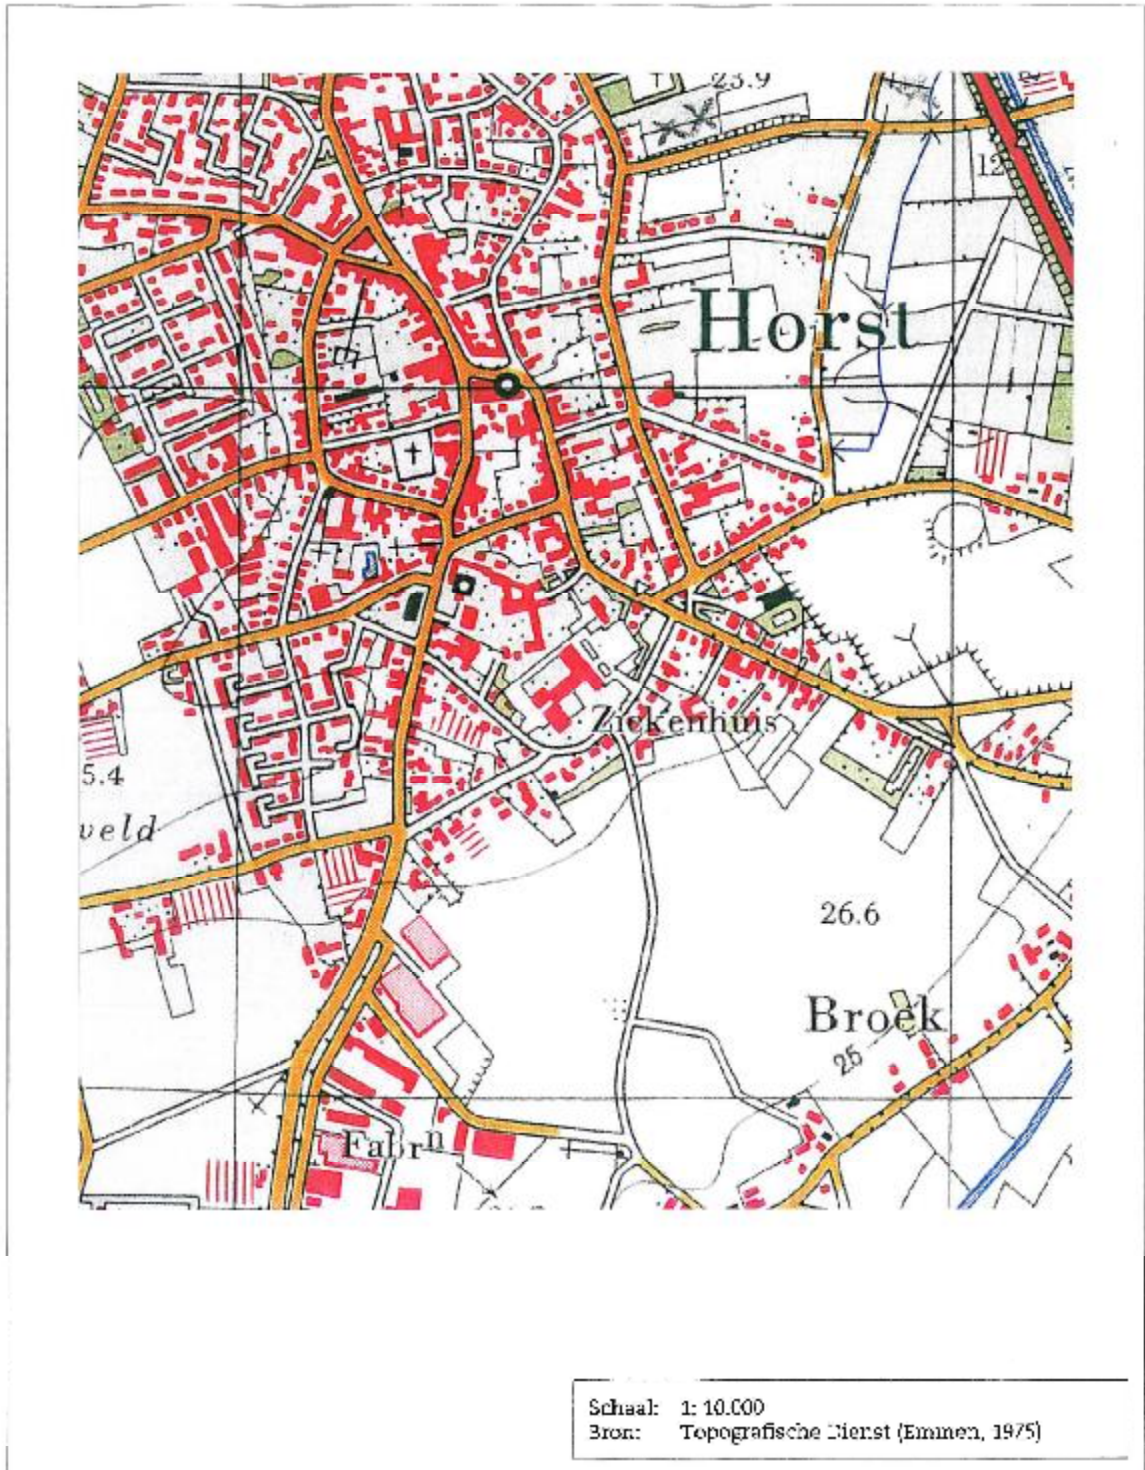 23.9
12
Horst
Ziekenhuis
5.4
veld
26.6
Broek
25
Fabrn
Schaal: 1: 10.000
Bron: Topografische Dienst (Emmen, 1975)